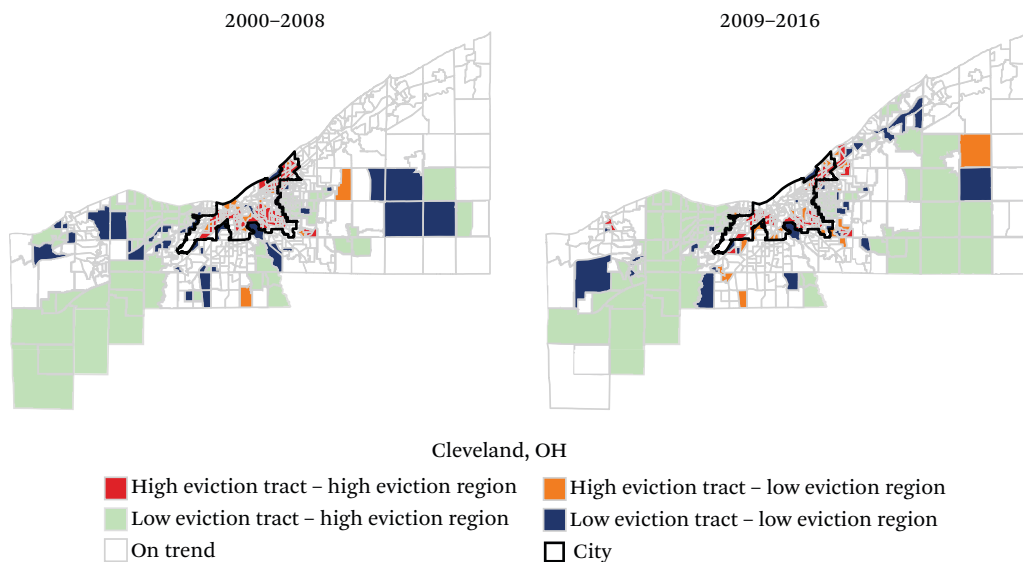 2000–2008
2009–2016
Cleveland, OH
High eviction tract – high eviction region
High eviction tract – low eviction region
Low eviction tract – high eviction region
Low eviction tract – low eviction region
On trend
City